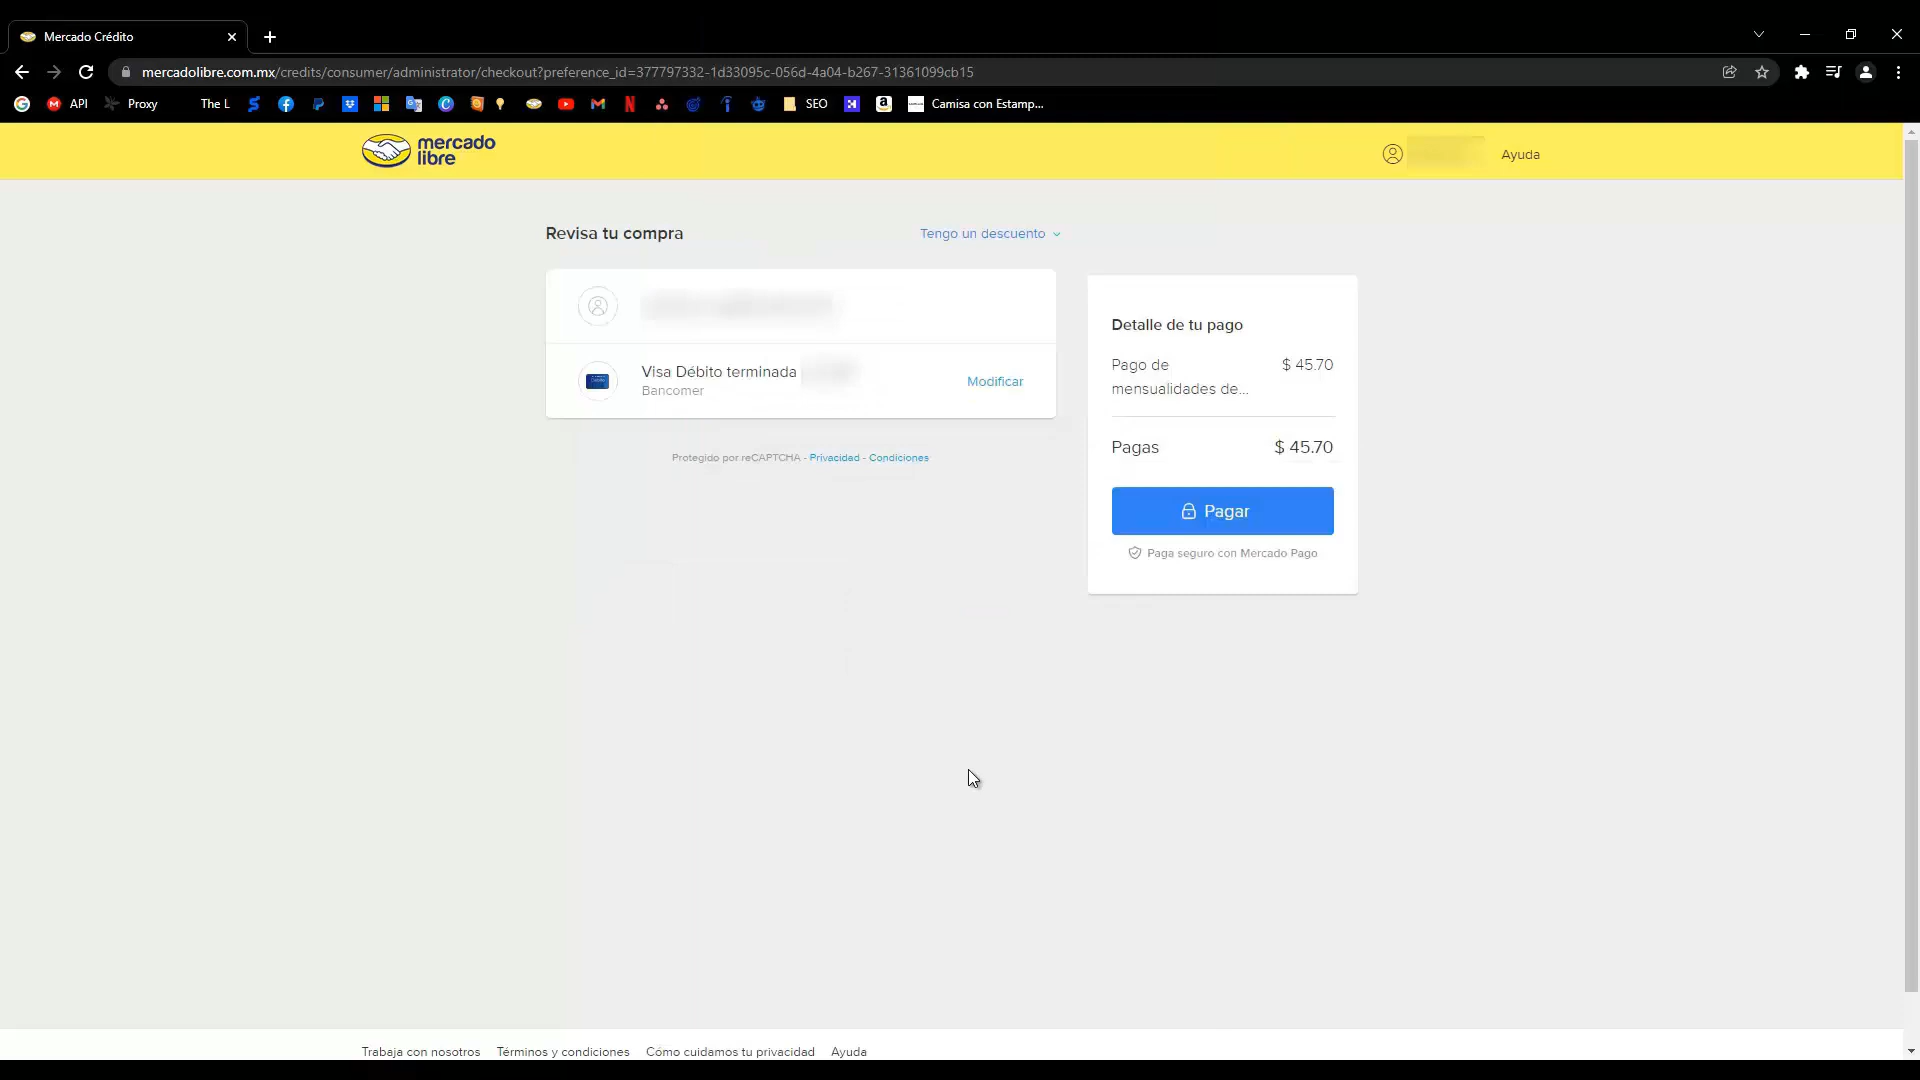 Mercado Crédito
mercadolibre.com.mx/credits/consumer/administrator/checkout?preference_id=377797332-1d33095c-056d-4a04-b267-31361099cb15
API Proxy The L SEO Camisa con Estamp...
mercado
libre
Ayuda
Revisa tu compra
Tengo un descuento
Visa Débito terminada
Bancomer
Modificar
Protegido por reCAPTCHA - Privacidad - Condiciones
Detalle de tu pago
Pago de $ 45.70
mensualidades de...
Pagas $ 45.70
Pagar
Paga seguro con Mercado Pago
Trabaja con nosotros Términos y condiciones Cómo cuidamos tu privacidad Ayuda